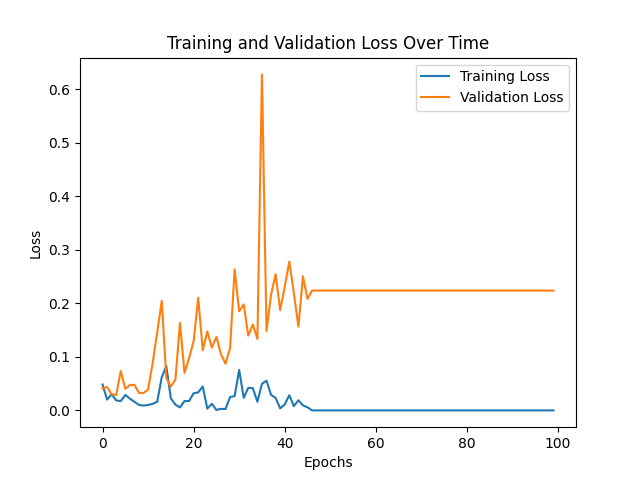 Training and Validation Loss Over Time
Training Loss
Validation Loss
Loss
0.6
0.5
0.4
0.3
0.2
0.1
0.0
0 20 40 60 80 100
Epochs